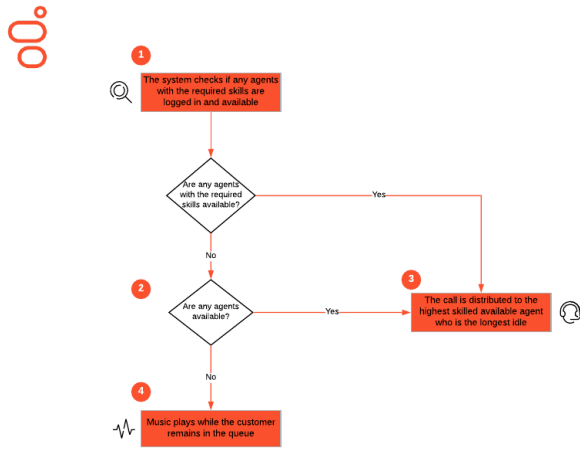 1
The system checks if any agents
with the required skills are
logged in and available
Are any agents
with the required
skills available?
Yes
No
2
Are any agents
available?
Yes
3
The call is distributed to the
highest skilled available agent
who is the longest idle
No
4
Music plays while the customer
remains in the queue